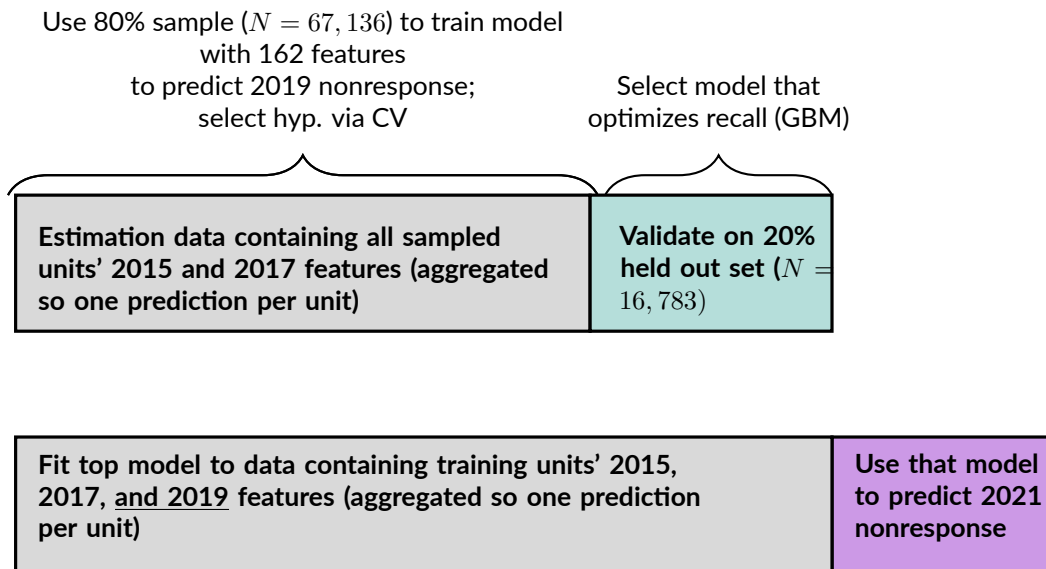 Use 80% sample (N = 67, 136) to train model
with 162 features
to predict 2019 nonresponse;
select hyp. via CV
Select model that
optimizes recall (GBM)
Estimation data containing all sampled
units' 2015 and 2017 features (aggregated
so one prediction per unit)
Validate on 20%
held out set (N =
16, 783)
Fit top model to data containing training units' 2015,
2017, and 2019 features (aggregated so one prediction
per unit)
Use that model
to predict 2021
nonresponse